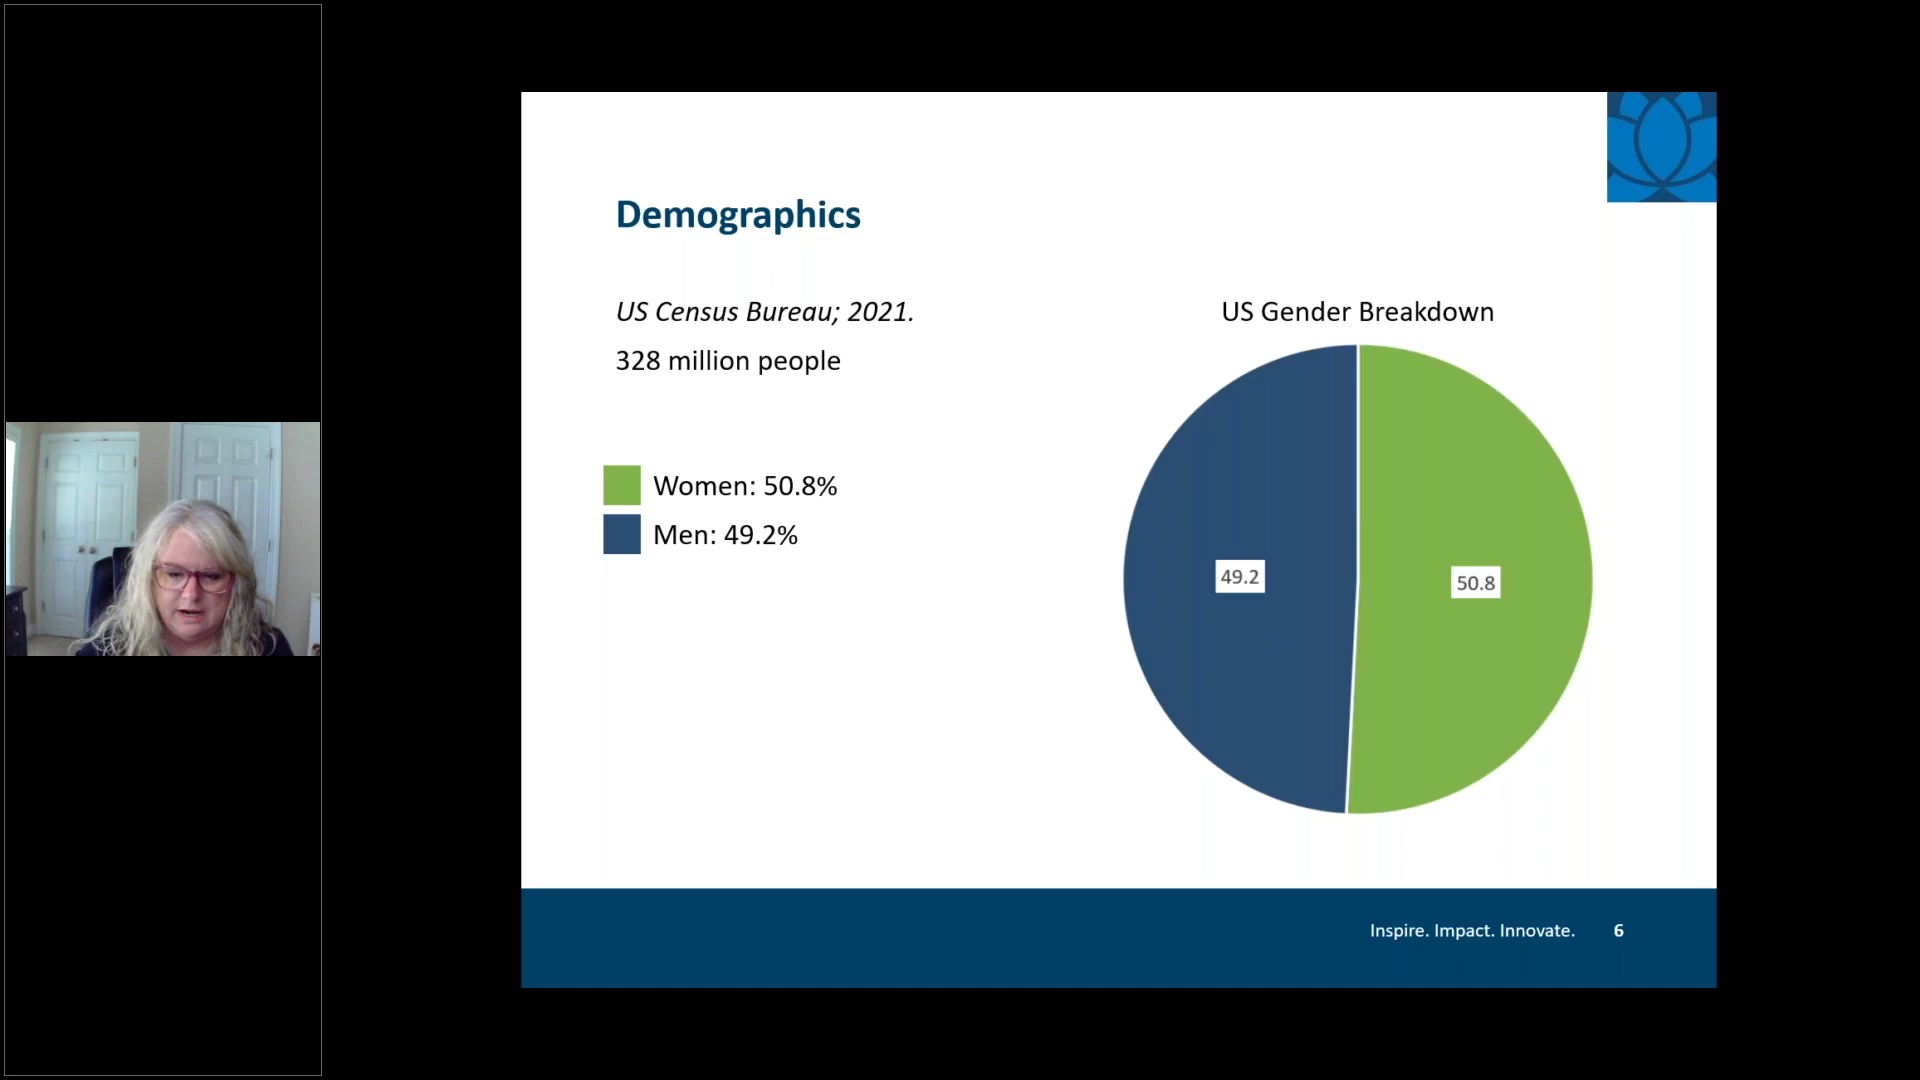 Demographics
US Census Bureau; 2021.
328 million people
Women: 50.8%
Men: 49.2%
US Gender Breakdown
49.2
50.8
Inspire. Impact. Innovate.
6